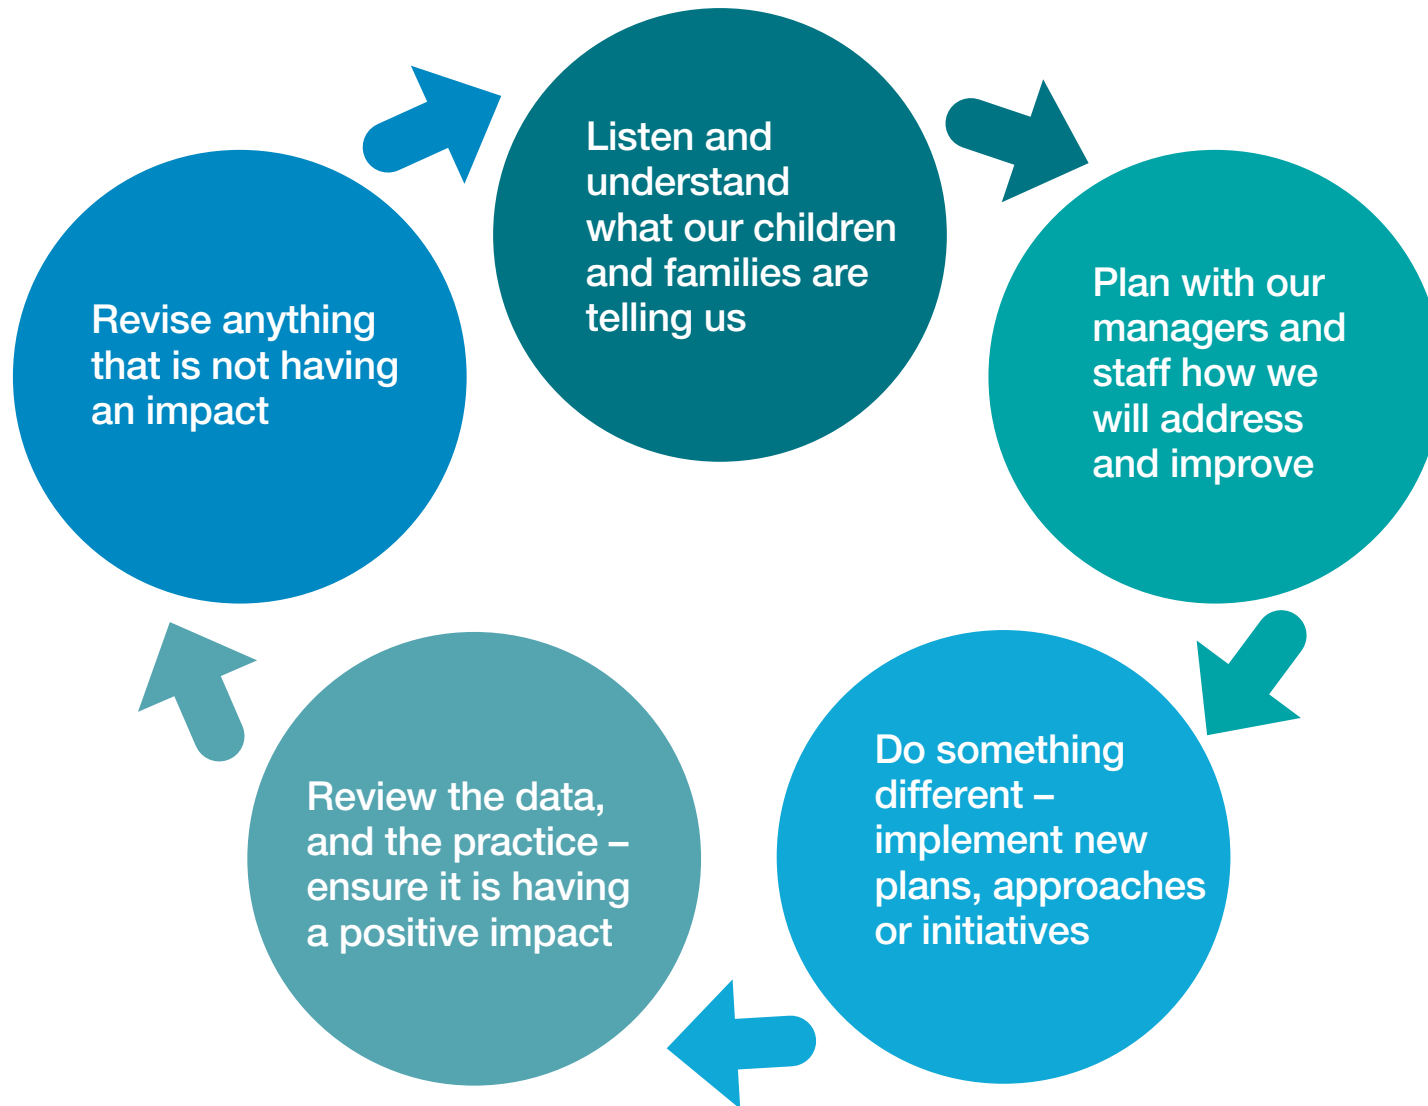 Listen and
understand
what our children
and families are
telling us
Plan with our
managers and
staff how we
will address
and improve
Do something
different –
implement new
plans, approaches
or initiatives
Review the data,
and the practice –
ensure it is having
a positive impact
Revise anything
that is not having
an impact